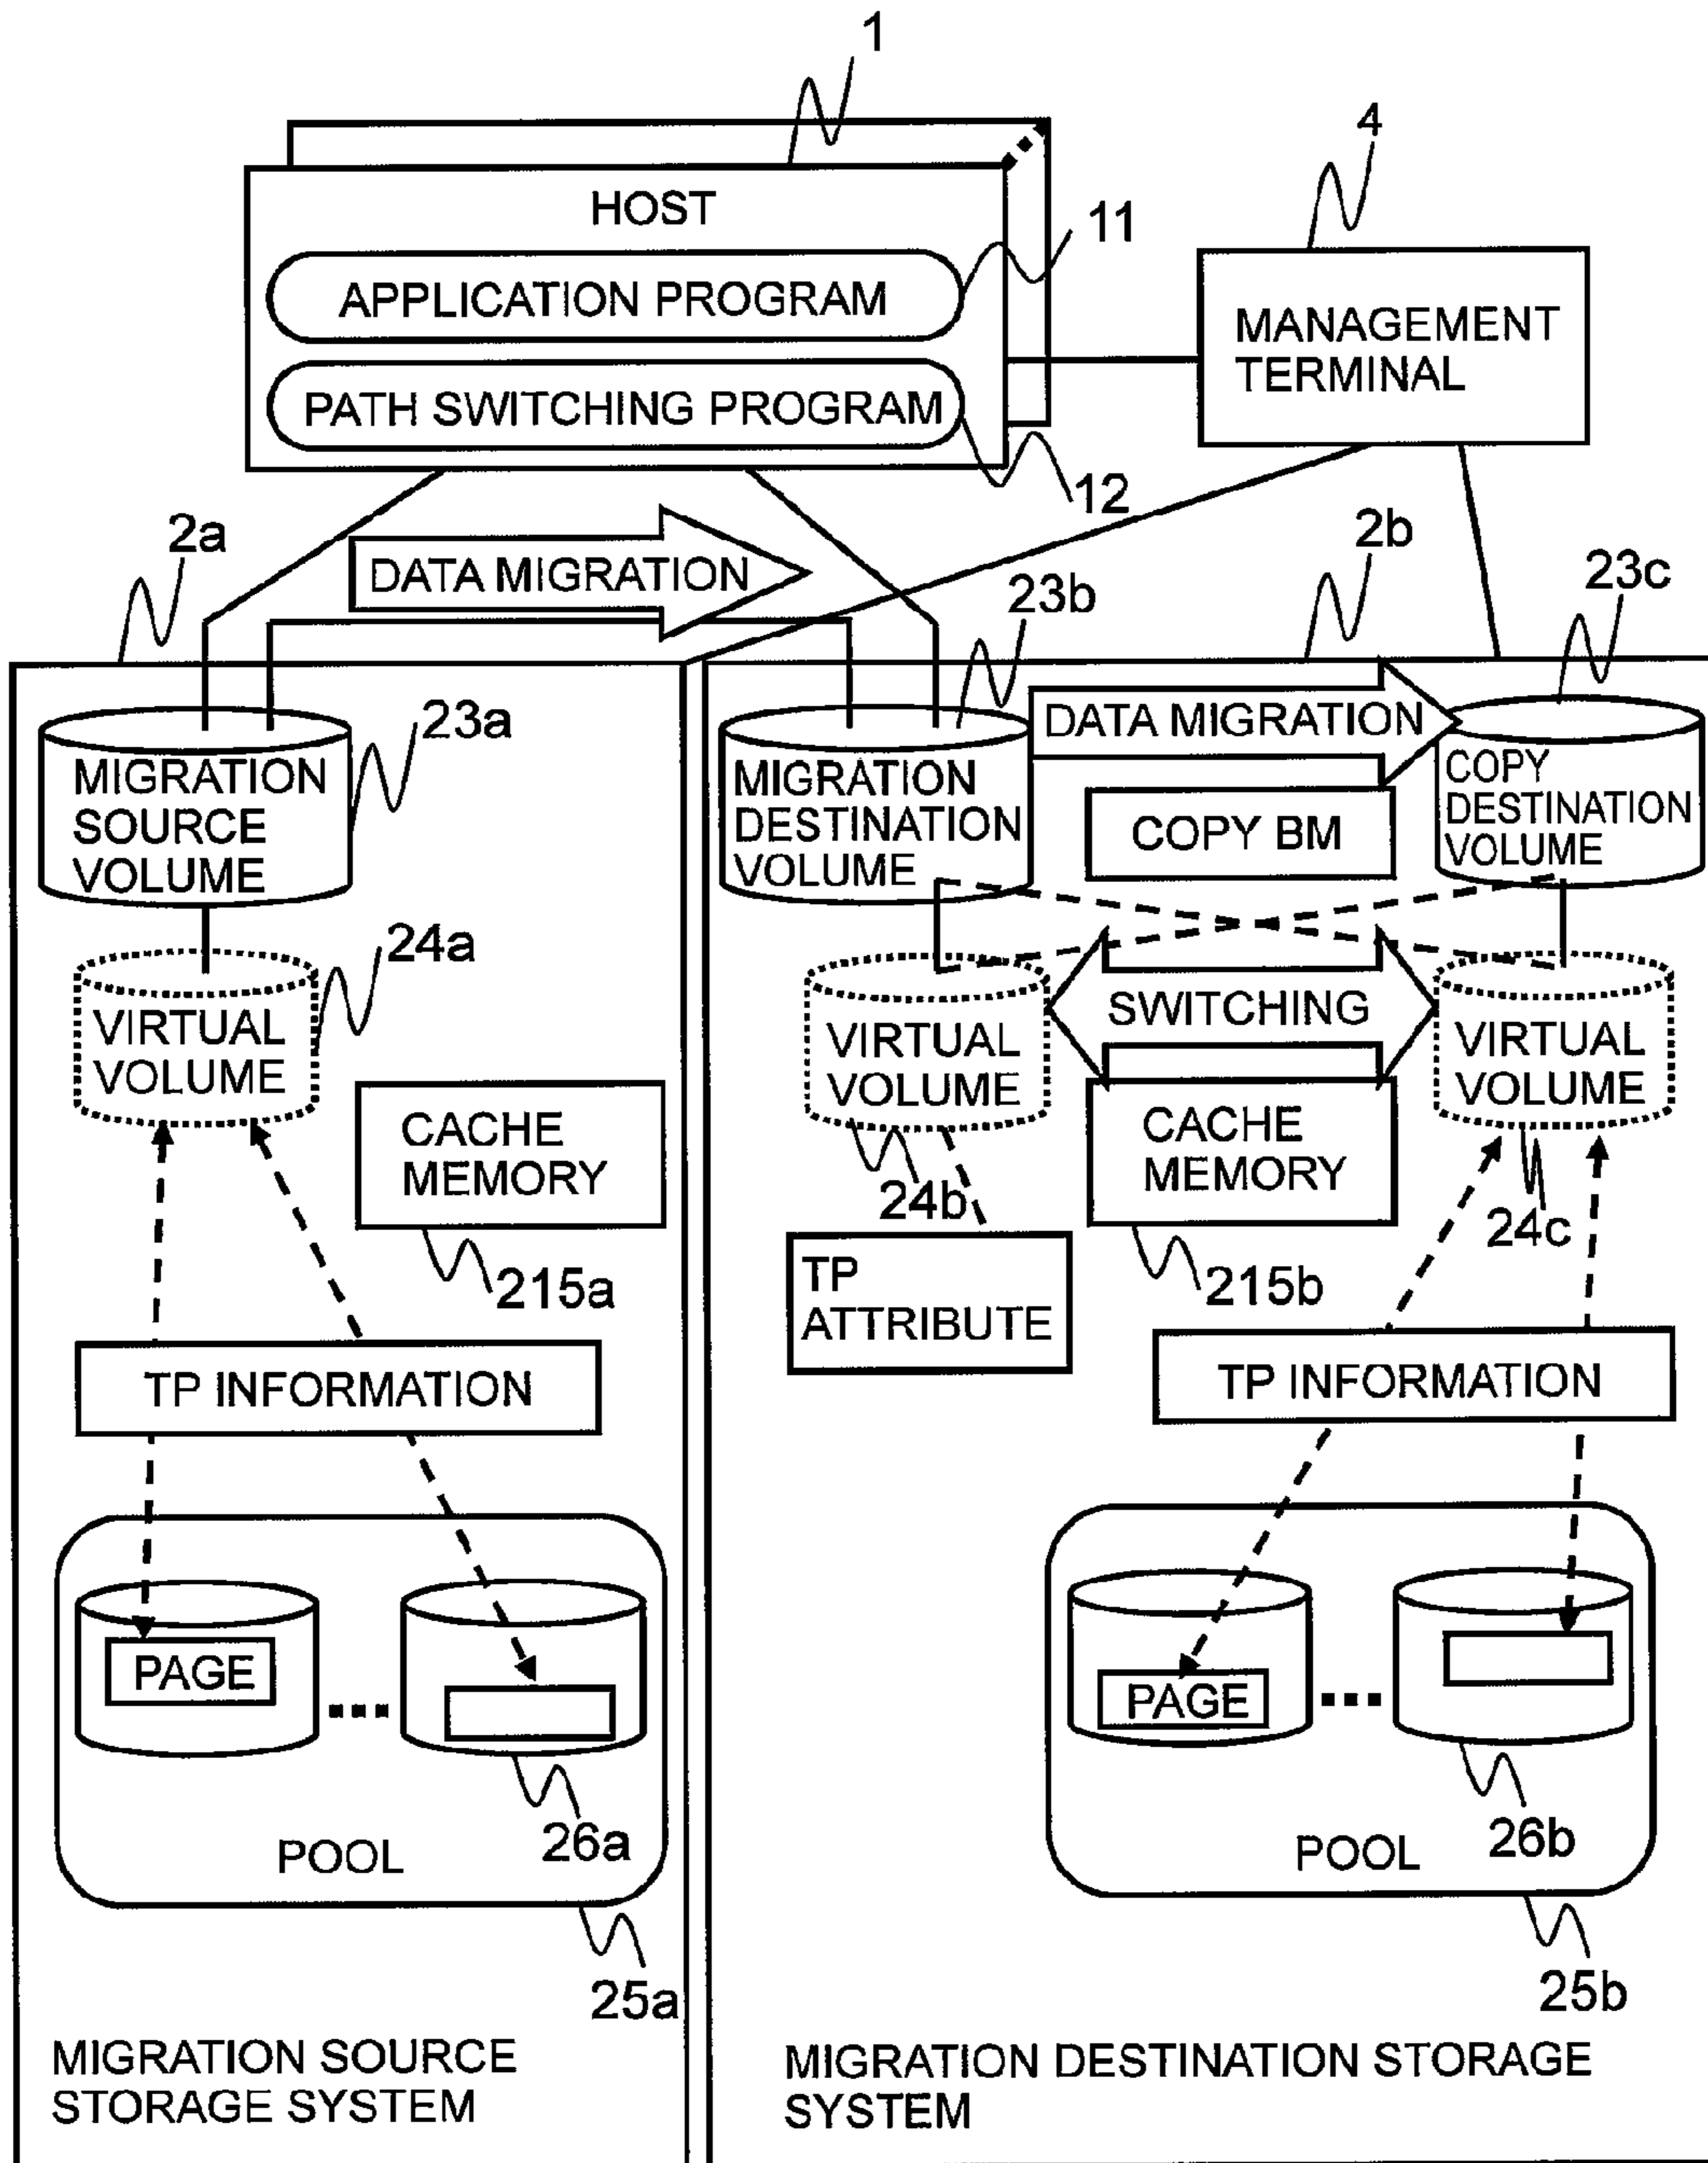 1
4
HOST
11
APPLICATION PROGRAM
MANAGEMENT
TERMINAL
PATH SWITCHING PROGRAM
12
2a
2b
DATA MIGRATION
23b
23c
23a
DATA MIGRATION
MIGRATION
SOURCE
VOLUME
MIGRATION
DESTINATION
VOLUME
COPY BM
COPY
DESTINATION
VOLUME
24a
VIRTUAL
VOLUME
VIRTUAL
VOLUME
SWITCHING
VIRTUAL
VOLUME
CACHE
MEMORY
CACHE
MEMORY
24b
24c
215a
215b
TP
ATTRIBUTE
TP INFORMATION
TP INFORMATION
PAGE
PAGE
26a
26b
POOL
POOL
25a
25b
MIGRATION SOURCE
STORAGE SYSTEM
MIGRATION DESTINATION STORAGE
SYSTEM